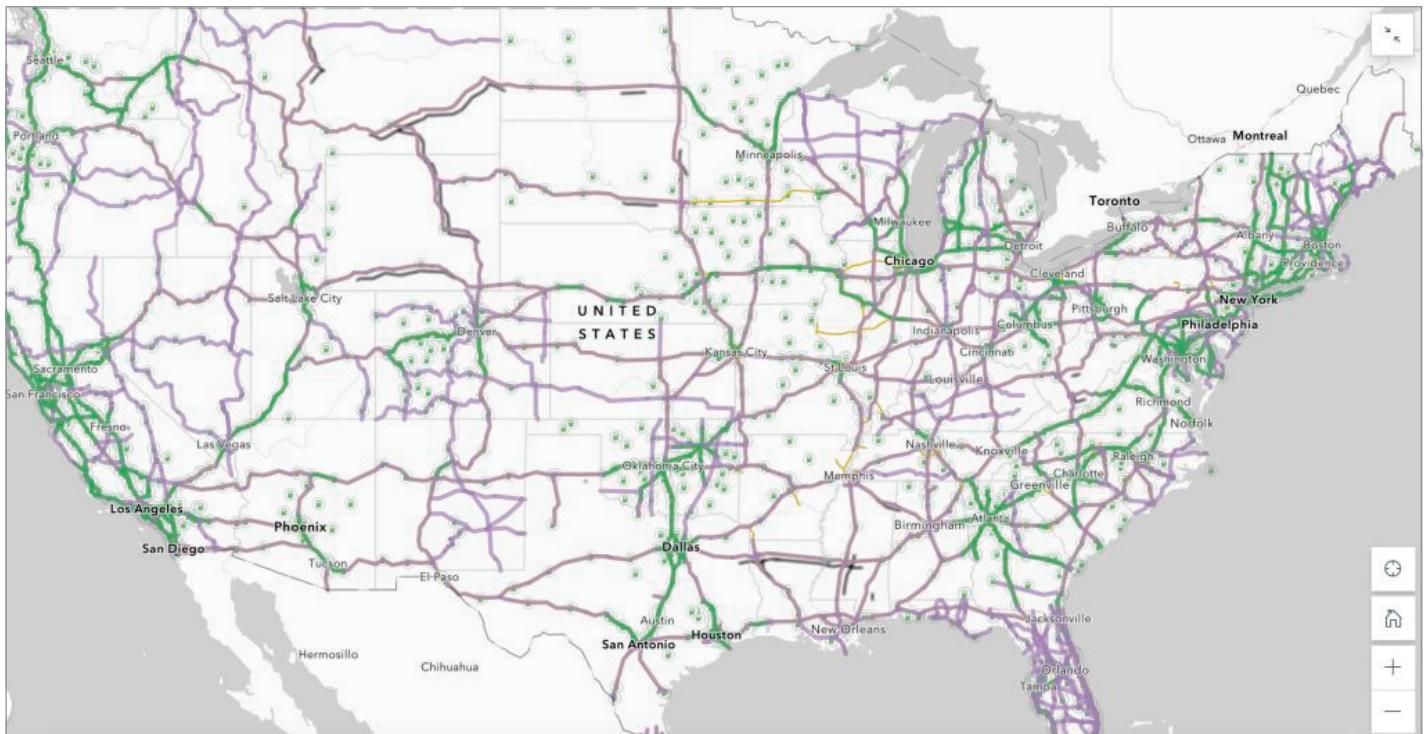 Seattle
Quebec
Portland
Ottawa
Montreal
Minneapolis
Toronto
Milwaukee
Buffalo
Albany
Boston
Detroit
Chicago
Providence
Cleveland
Salt Lake City
New York
UNITED
STATES
Pittsburgh
Denver
Indianapolis
Columbus
Philadelphia
Kansas City
Cincinnati
Washington
Sacramento
St Louis
Louisville
San Francisco
Richmond
Fresno
Norfolk
Las Vegas
Nashville
Knoxville
Raleigh
Oklahoma City
Memphis
Charlotte
Greenville
Los Angeles
Phoenix
Birmingham
Atlanta
San Diego
Dallas
Tucson
El Paso
Austin
Jacksonville
Houston
New Orleans
San Antonio
Hermosillo
Chihuahua
Orlando
Tampa